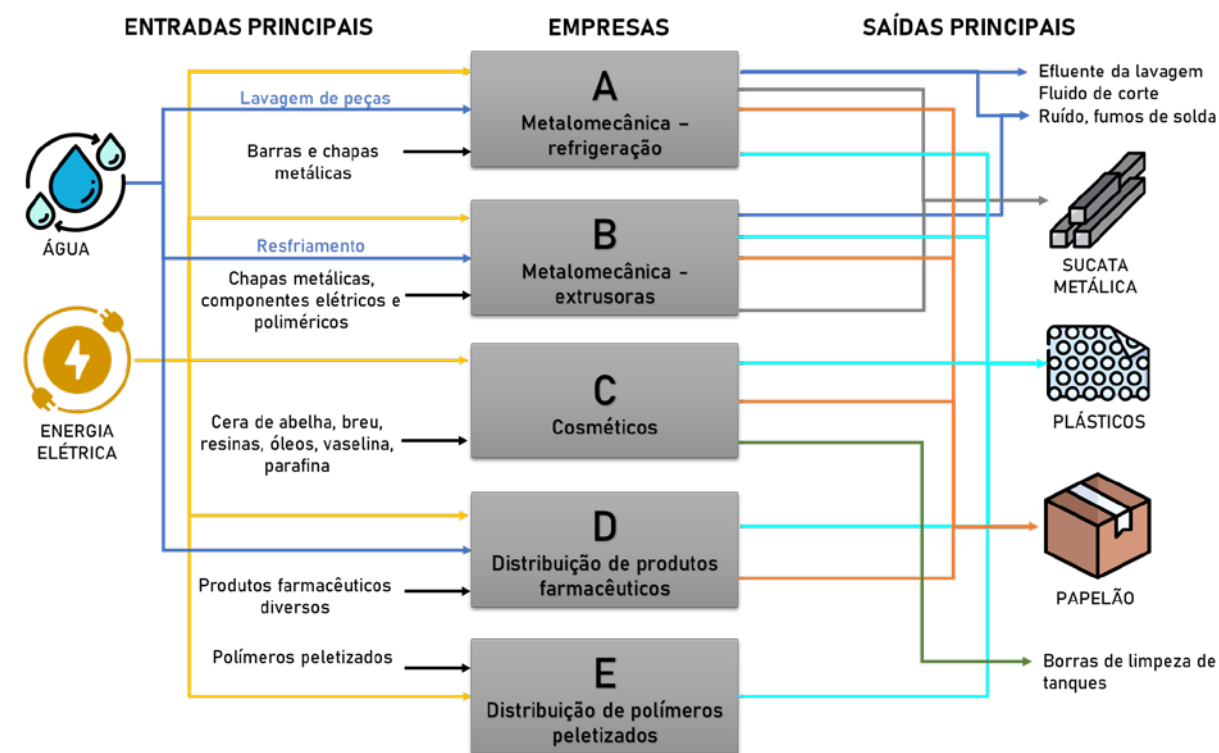 ENTRADAS PRINCIPAIS
EMPRESAS
SAÍDAS PRINCIPAIS
ÁGUA
ENERGIA
ELÉTRICA
Lavagem de peças
Barras e chapas
metálicas
Resfriamento
Chapas metálicas,
componentes elétricos e
poliméricos
Cera de abelha, breu,
resinas, óleos, vaselina,
parafina
Produtos farmacêuticos
diversos
Polímeros peletizados
A
Metalomecânica –
refrigeração
B
Metalomecânica -
extrusoras
C
Cosméticos
D
Distribuição de produtos
farmacêuticos
E
Distribuição de polímeros
peletizados
Efluente da lavagem
Fluido de corte
Ruído, fumos de solda
SUCATA
METÁLICA
PLÁSTICOS
PAPELÃO
Borras de limpeza de
tanques